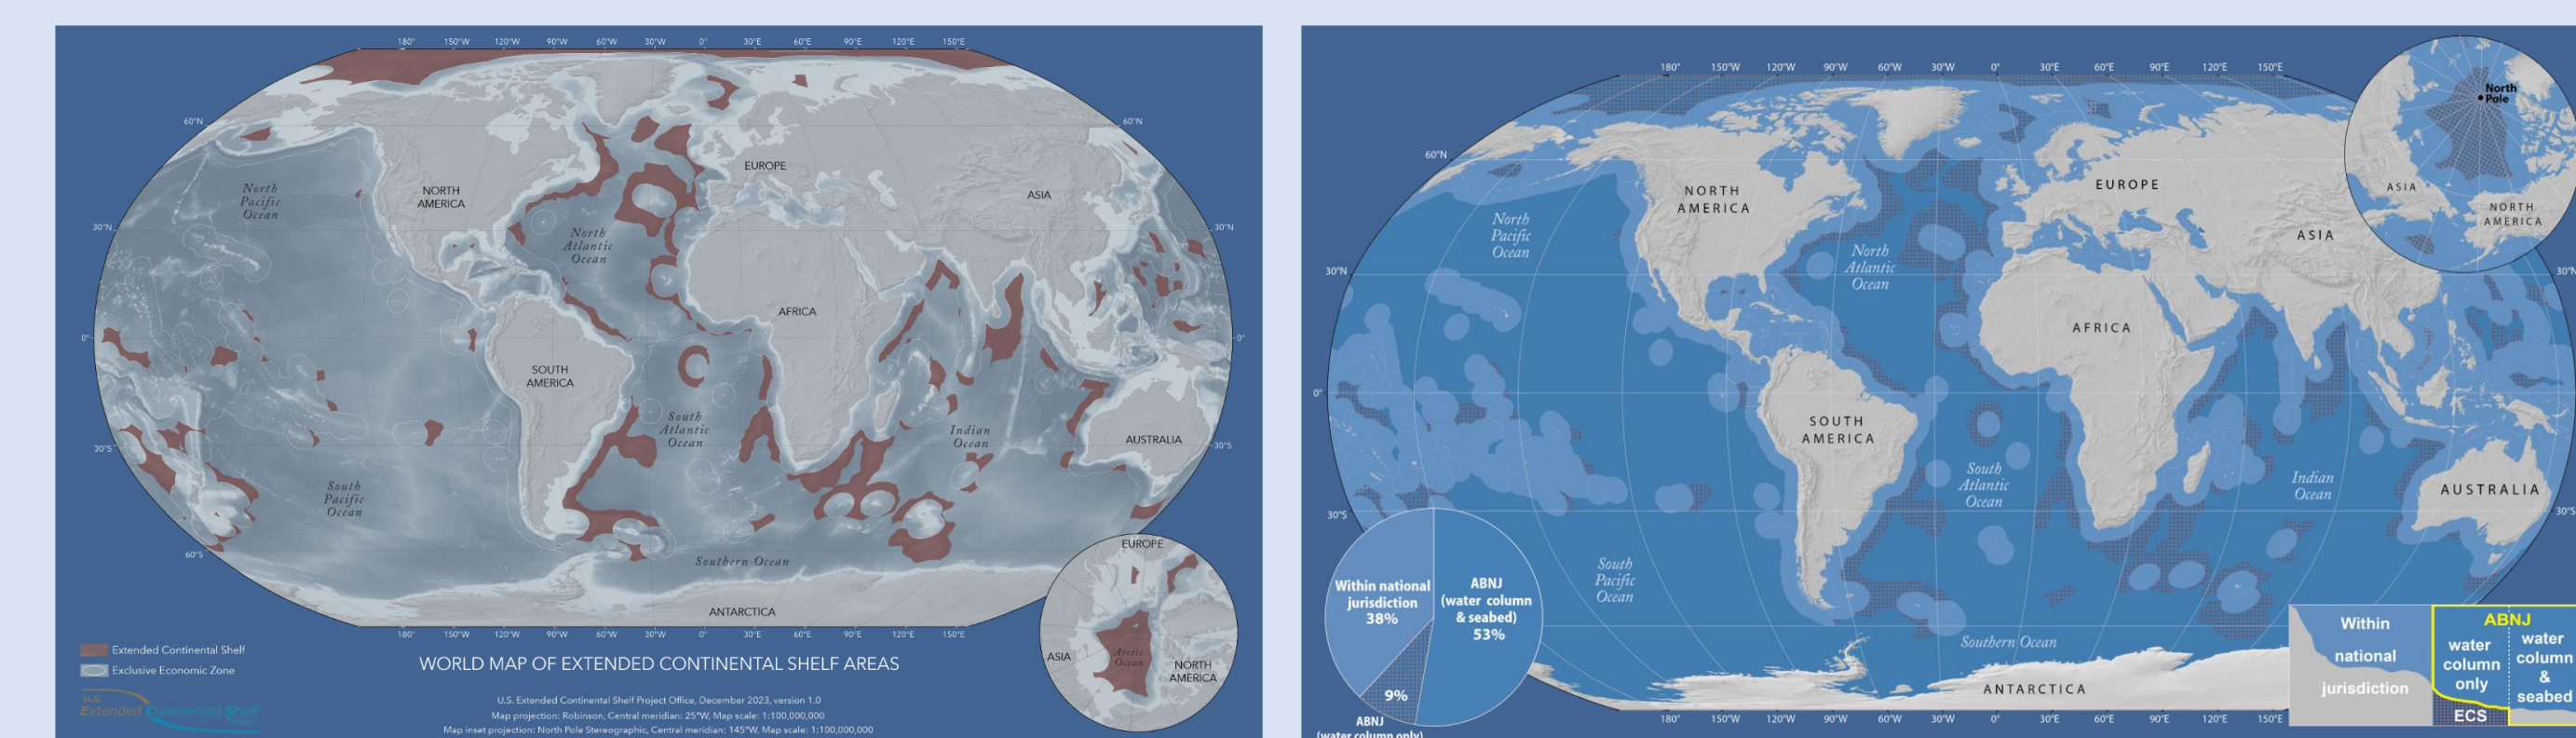 180° 150°W 120°W 90°W 60°W 30°W 0° 30°E 60°E 90°E 120°E 150°E
60°N
60°N
EUROPE
North
Pacific
Ocean
NORTH
AMERICA
ASIA
30°N
30°N
North
Atlantic
Ocean
AFRICA
0°
0°
SOUTH
AMERICA
South
Atlantic
Ocean
Indian
Ocean
AUSTRALIA
30°S
30°S
South
Pacific
Ocean
60°S
Southern Ocean
ANTARCTICA
180° 150°W 120°W 90°W 60°W 30°W 0° 30°E 60°E 90°E 120°E 150°E
EUROPE
ASIA
Arctic
Ocean
NORTH
AMERICA
Extended Continental Shelf
Exclusive Economic Zone
U.S.
Extended Continental Shelf
Project
WORLD MAP OF EXTENDED CONTINENTAL SHELF AREAS
U.S. Extended Continental Shelf Project Office, December 2023, version 1.0
Map projection: Robinson, Central meridian: 25°W, Map scale: 1:100,000,000
Map inset projection: North Pole Stereographic, Central meridian: 145°W, Map scale: 1:100,000,000
180° 150°W 120°W 90°W 60°W 30°W 0° 30°E 60°E 90°E 120°E 150°E
North
Pole
ASIA
NORTH
AMERICA
60°N
NORTH
AMERICA
EUROPE
ASIA
North
Pacific
Ocean
North
Atlantic
Ocean
30°N
30°N
AFRICA
0°
SOUTH
AMERICA
South
Atlantic
Ocean
Indian
Ocean
AUSTRALIA
30°S
30°S
South
Pacific
Ocean
Southern Ocean
ANTARCTICA
180° 150°W 120°W 90°W 60°W 30°W 0° 30°E 60°E 90°E 120°E 150°E
Within national
jurisdiction
38%
ABNJ
(water column
& seabed)
53%
9%
ABNJ
(water column only)
Within
national
jurisdiction
ABNJ
water
column
only
water
column
&
seabed
ECS